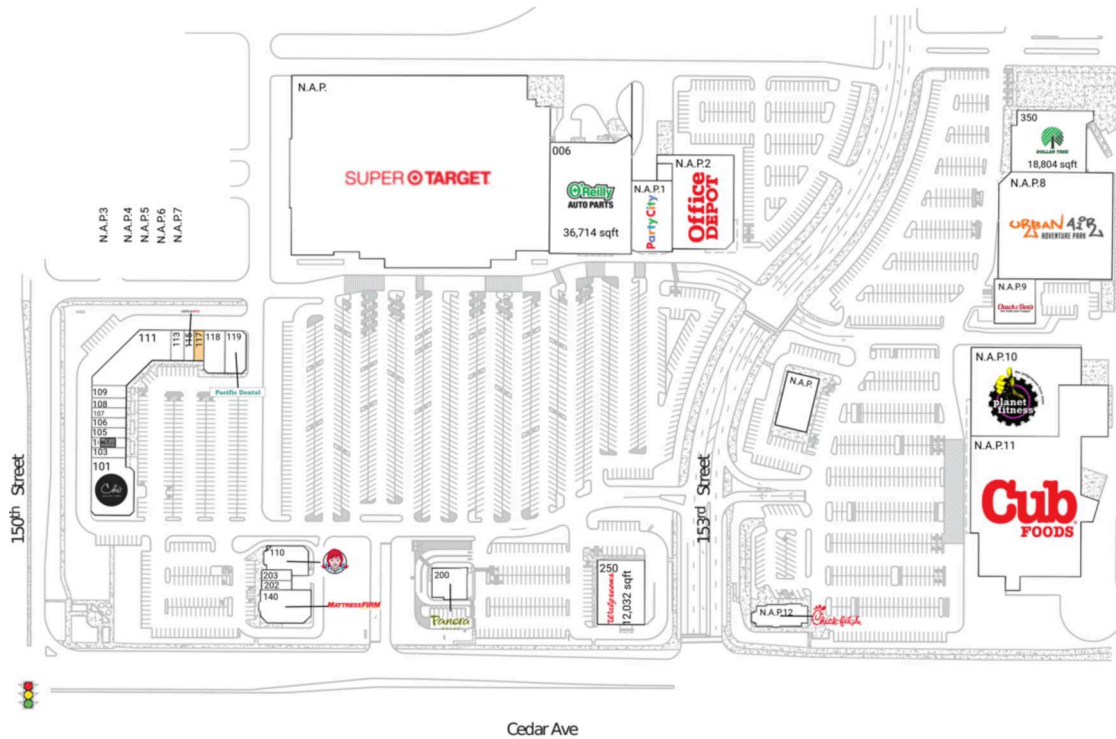 N.A.P.
SUPER TARGET
006
O'Reilly
AUTO PARTS
36,714 sqft
N.A.P.1
Party City
N.A.P.2
Office
DEPOT
350
DOLLAR TREE
18,804 sqft
N.A.P.8
URBAN AIR
ADVENTURE PARK
N.A.P.9
Chuck & Don's
N.A.P.3
N.A.P.4
N.A.P.5
N.A.P.6
N.A.P.7
111
113
115
117
118
119
Pacific Dental
109
108
107
106
105
103
101
150th Street
N.A.P.
N.A.P.10
planet
fitness
N.A.P.11
Cub
FOODS
153rd Street
110
203
202
140
MATTRESSFIRM
200
Panera
250
Walgreens
12,032 sqft
N.A.P.12
Chick-fil-A
Cedar Ave